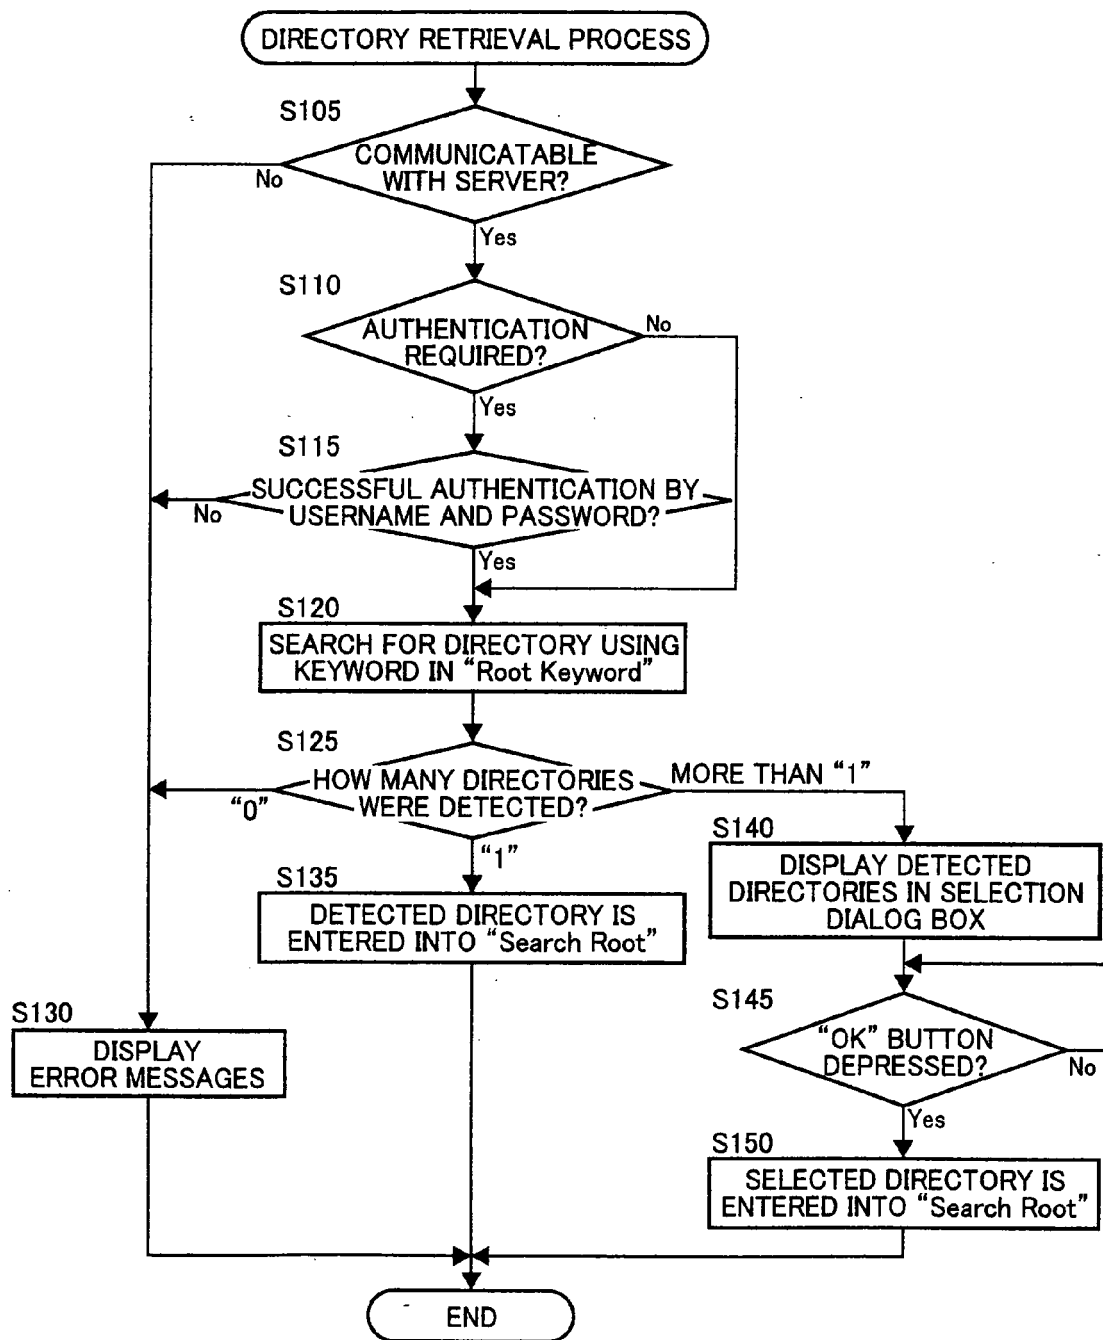 DIRECTORY RETRIEVAL PROCESS
S105
COMMUNICATABLE
WITH SERVER?
No
Yes
S110
AUTHENTICATION
REQUIRED?
No
Yes
S115
SUCCESSFUL AUTHENTICATION BY
USERNAME AND PASSWORD?
No
Yes
S120
SEARCH FOR DIRECTORY USING
KEYWORD IN “Root Keyword”
S125
HOW MANY DIRECTORIES
WERE DETECTED?
“0”
MORE THAN “1”
“1”
S135
DETECTED DIRECTORY IS
ENTERED INTO “Search Root”
S140
DISPLAY DETECTED
DIRECTORIES IN SELECTION
DIALOG BOX
S145
“OK” BUTTON
DEPRESSED?
No
Yes
S130
DISPLAY
ERROR MESSAGES
S150
SELECTED DIRECTORY IS
ENTERED INTO “Search Root”
END